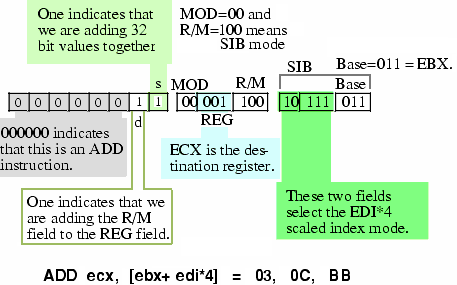 One indicates that
we are adding 32
bit values together
MOD=00 and
R/M=100 means
SIB mode
SIB
Base=011 = EBX.
s
MOD
R/M
Base
0 0 0 0 0 0 1 1
00 001 100
10 111 011
d
REG
000000 indicates
that this is an ADD
instruction.
ECX is the des-
tination register.
One indicates that we
are adding the R/M
field to the REG field.
These two fields
select the EDI*4
scaled index mode.
ADD ecx, [ebx+ edi*4] = 03, 0C, BB